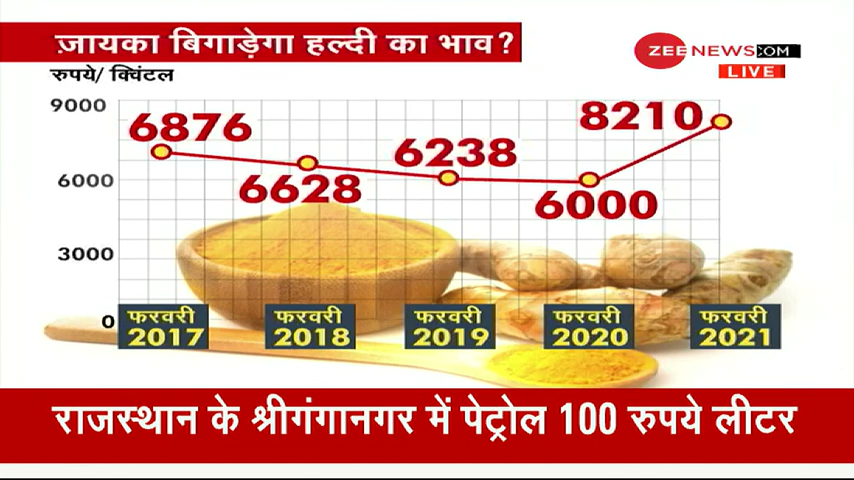 ज़ायका बिगाड़ेगा हल्दी का भाव?
ZEENEWS.COM
LIVE
रुपये/ क्विंटल
9000
6876
8210
6238
6000
6628
6000
3000
0
फरवरी
2017
फरवरी
2018
फरवरी
2019
फरवरी
2020
फरवरी
2021
राजस्थान के श्रीगंगानगर में पेट्रोल 100 रुपये लीटर